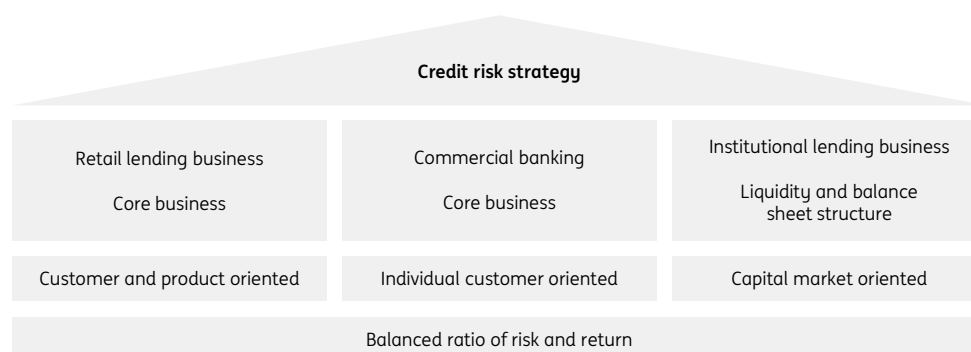 Credit risk strategy
Retail lending business
Core business
Commercial banking
Core business
Institutional lending business
Liquidity and balance
sheet structure
Customer and product oriented
Individual customer oriented
Capital market oriented
Balanced ratio of risk and return